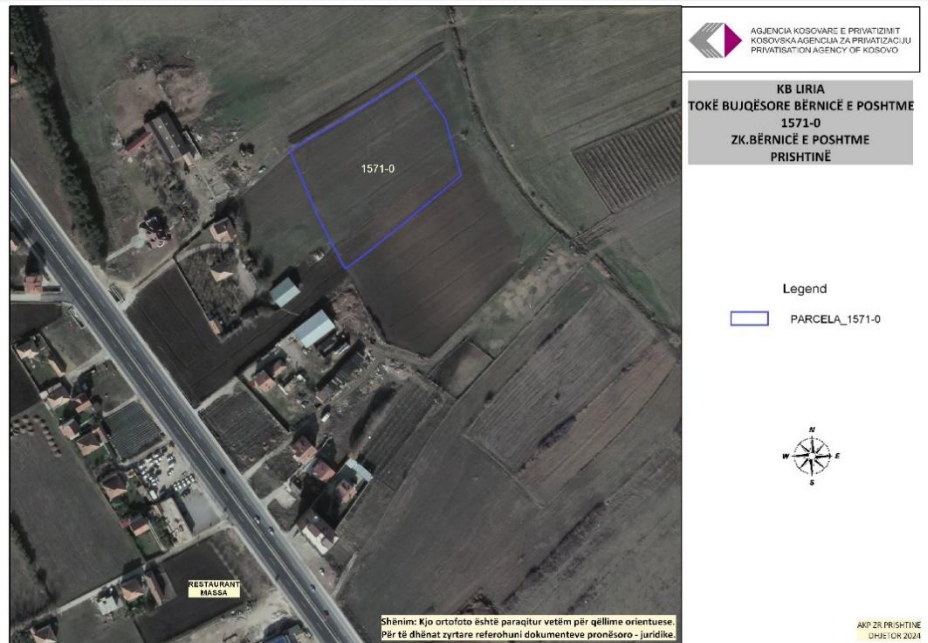 AGJENCIA KOSOVARE E PRIVATIZIMIT
KOSOVSKA AGENCIJA ZA PRIVATIZACIJU
PRIVATISATION AGENCY OF KOSOVO
KB LIRIA
TOKË BUJQËSORE BËRNICË E POSHTME
1571-0
ZK.BËRNICË E POSHTME
PRISHTINË
1571-0
Legend
PARCELA_1571-0
N
W E
S
RESTAURANT
MASSA
Shënim: Kjo ortofoto është paraqitur vetëm për qëllime orientuese.
Për të dhënat zyrtare referohuni dokumenteve pronësoro - juridike.
AKP ZR PRISHTINE
DHJETOR 2024